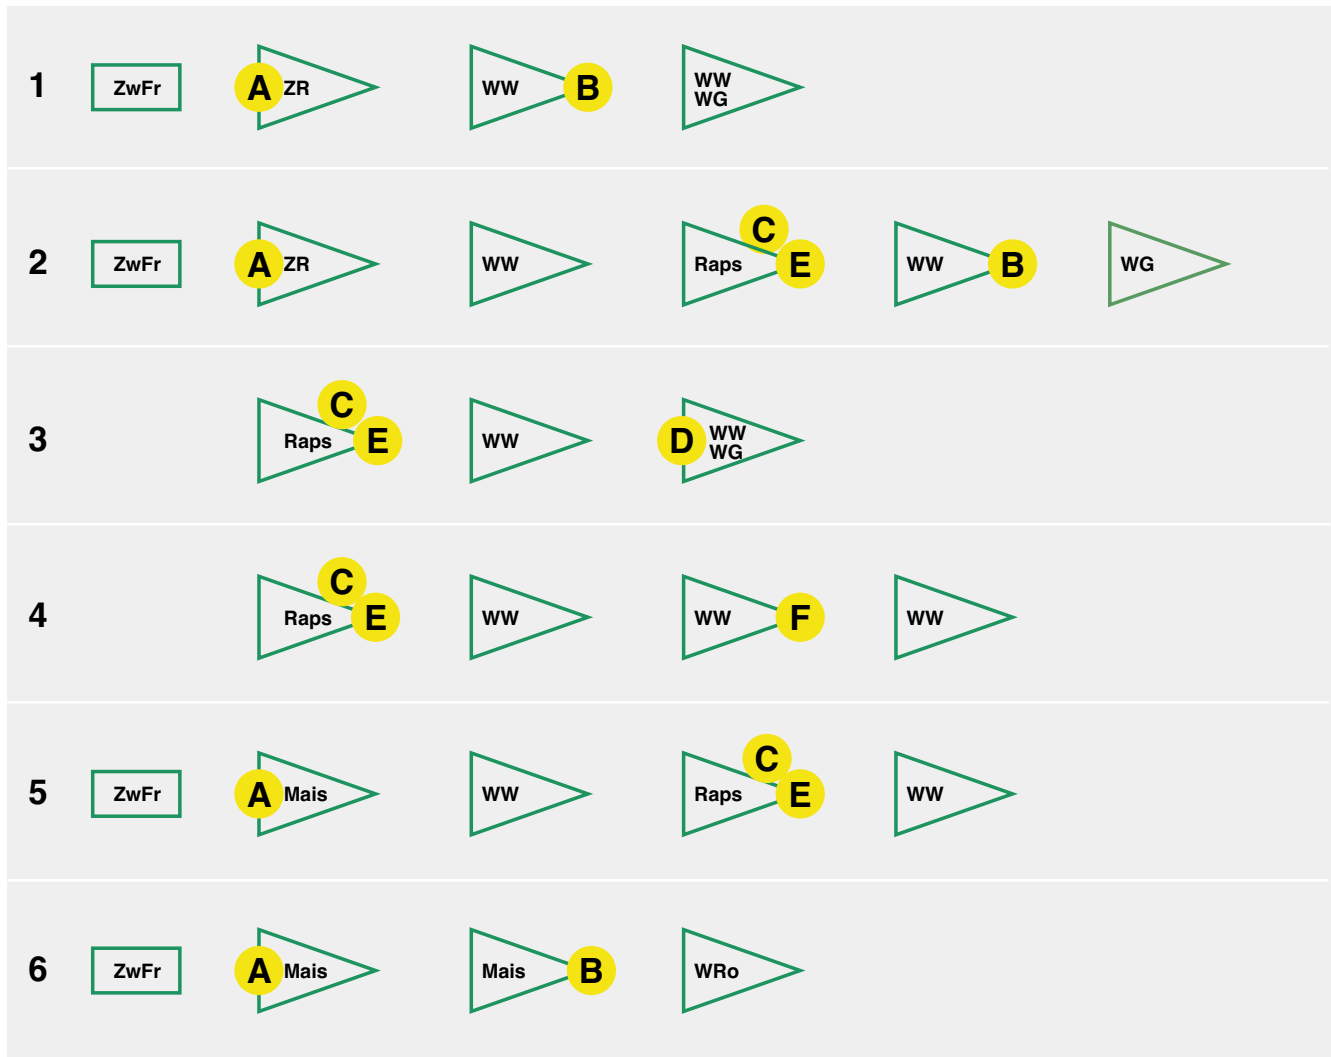 1 ZwFr A ZR WW B WW
WG
2 ZwFr A ZR WW Raps C E WW B WG
3 Raps C E WW D WW
WG
4 Raps C E WW WW F WW
5 ZwFr A Mais WW Raps C E WW
6 ZwFr A Mais Mais B WRo